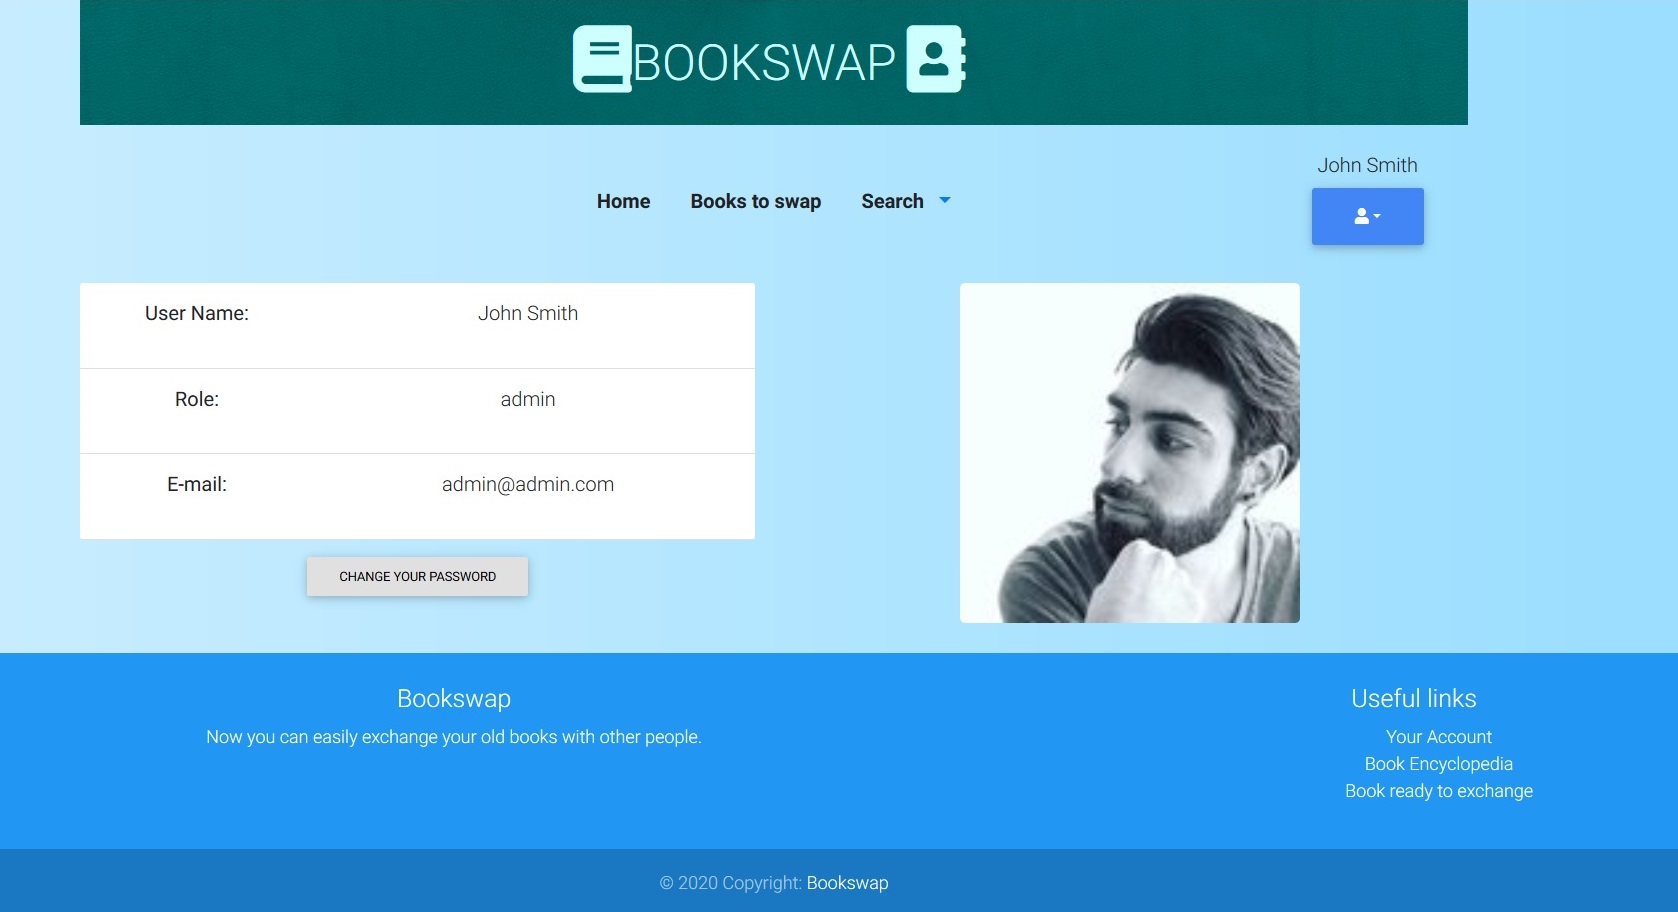 BOOKSWAP
John Smith
Home Books to swap Search
User Name: John Smith
Role: admin
E-mail: admin@admin.com
CHANGE YOUR PASSWORD
Bookswap
Now you can easily exchange your old books with other people.
Useful links
Your Account
Book Encyclopedia
Book ready to exchange
© 2020 Copyright: Bookswap